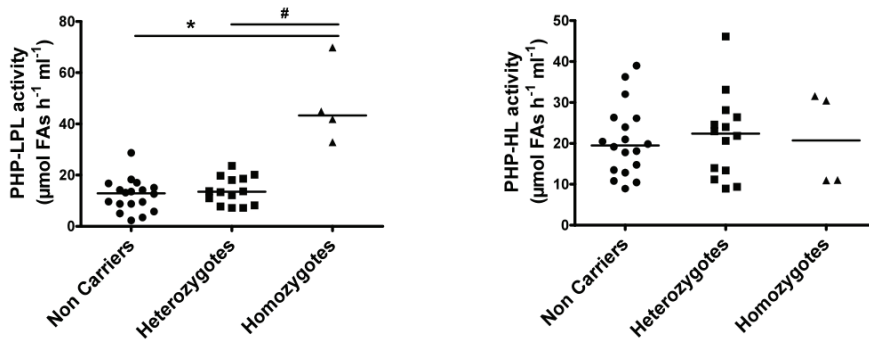 * #
PHP-LPL activity
(µmol FAs h⁻¹ ml⁻¹)
80
60
40
20
0
Non Carriers
Heterozygotes
Homozygotes
PHP-HL activity
(µmol FAs h⁻¹ ml⁻¹)
50
40
30
20
10
0
Non Carriers
Heterozygotes
Homozygotes